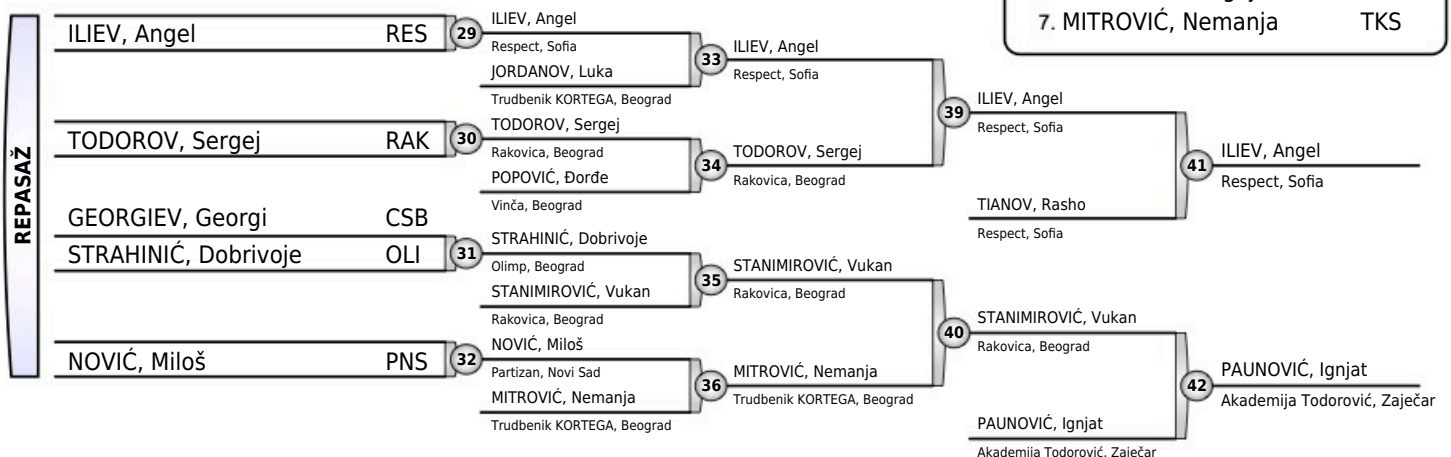 7. MITROVIĆ, Nemanja TKS
REPASAŽ
ILIEV, Angel RES
TODOROV, Sergej RAK
GEORGIEV, Georgi CSB
STRAHINIĆ, Dobrivoje OLI
NOVIĆ, Miloš PNS
29
ILIEV, Angel
Respect, Sofia
JORDANOV, Luka
Trudbenik KORTEGA, Beograd
30
TODOROV, Sergej
Rakovica, Beograd
POPOVIĆ, Đorđe
Vinča, Beograd
31
STRAHINIĆ, Dobrivoje
Olimp, Beograd
STANIMIROVIĆ, Vukan
Rakovica, Beograd
32
NOVIĆ, Miloš
Partizan, Novi Sad
MITROVIĆ, Nemanja
Trudbenik KORTEGA, Beograd
33
ILIEV, Angel
Respect, Sofia
34
TODOROV, Sergej
Rakovica, Beograd
35
STANIMIROVIĆ, Vukan
Rakovica, Beograd
36
MITROVIĆ, Nemanja
Trudbenik KORTEGA, Beograd
39
ILIEV, Angel
Respect, Sofia
TIANOV, Rasho
Respect, Sofia
40
STANIMIROVIĆ, Vukan
Rakovica, Beograd
PAUNOVIĆ, Ignjat
Akademija Todorović, Zaječar
41
ILIEV, Angel
Respect, Sofia
42
PAUNOVIĆ, Ignjat
Akademija Todorović, Zaječar